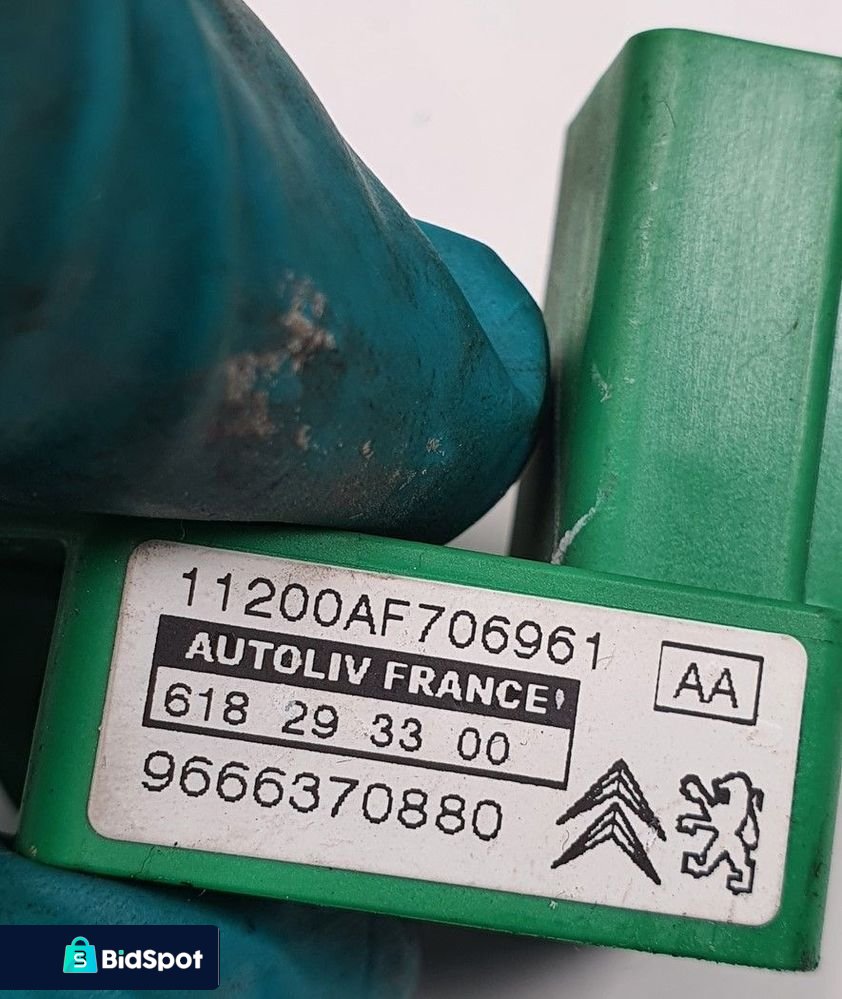 11200AF706961
AUTOLIV FRANCE
AA
618 29 33 00
9666370880
BidSpot